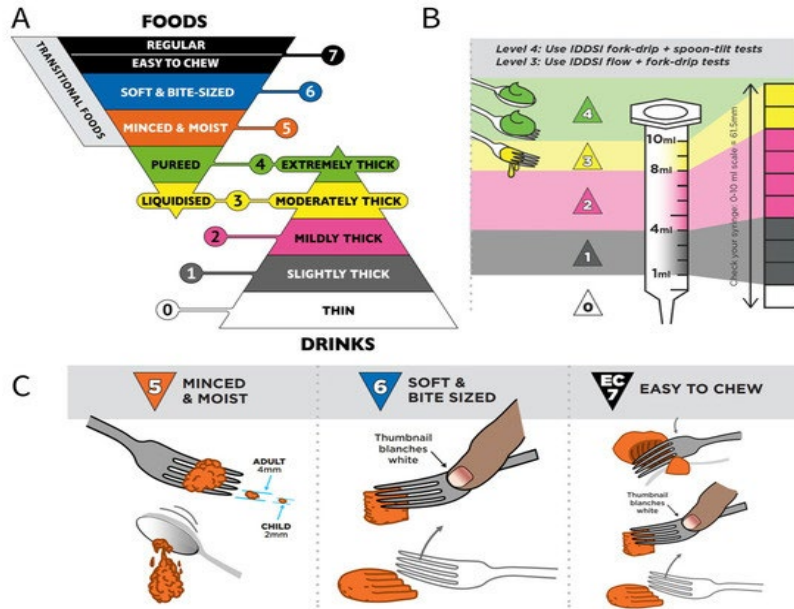 A
FOODS
REGULAR
EASY TO CHEW
7
TRANSITIONAL FOODS
SOFT & BITE-SIZED
6
MINCED & MOIST
5
PUREED
4
EXTREMELY THICK
LIQUIDISED
3
MODERATELY THICK
2
MILDLY THICK
1
SLIGHTLY THICK
0
THIN
DRINKS
B
Level 4: Use IDDSI fork-drip + spoon-tilt tests
Level 3: Use IDDSI flow + fork-drip tests
4
3
2
1
0
10ml
8ml
4ml
1ml
Check your syringe: 0-10 ml scale = 61.5mm
C
5
MINCED
& MOIST
ADULT
4mm
CHILD
2mm
6
SOFT &
BITE SIZED
Thumbnail
blanches
white
EC
7
EASY TO CHEW
Thumbnail
blanches
white